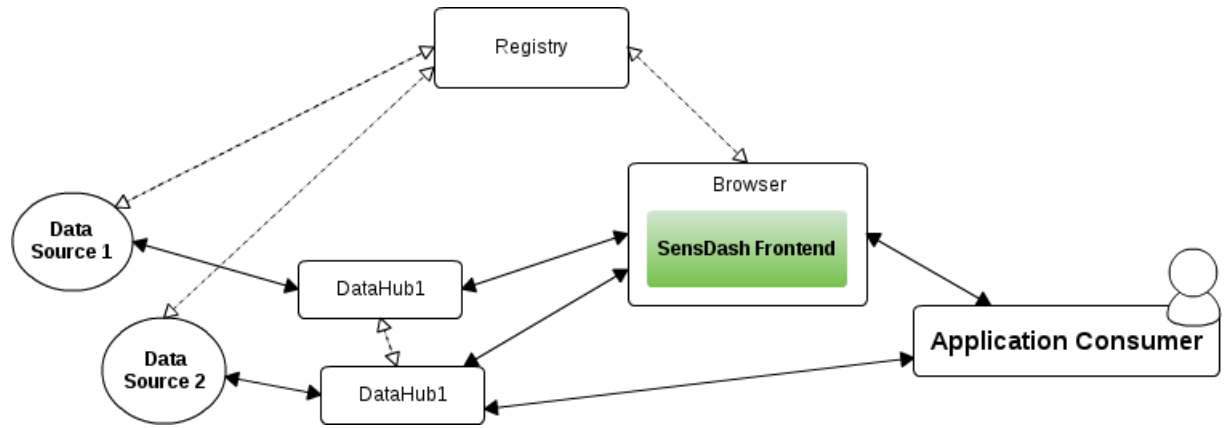 Registry
Browser
SensDash Frontend
Data
Source 1
DataHub1
Application Consumer
Data
Source 2
DataHub1